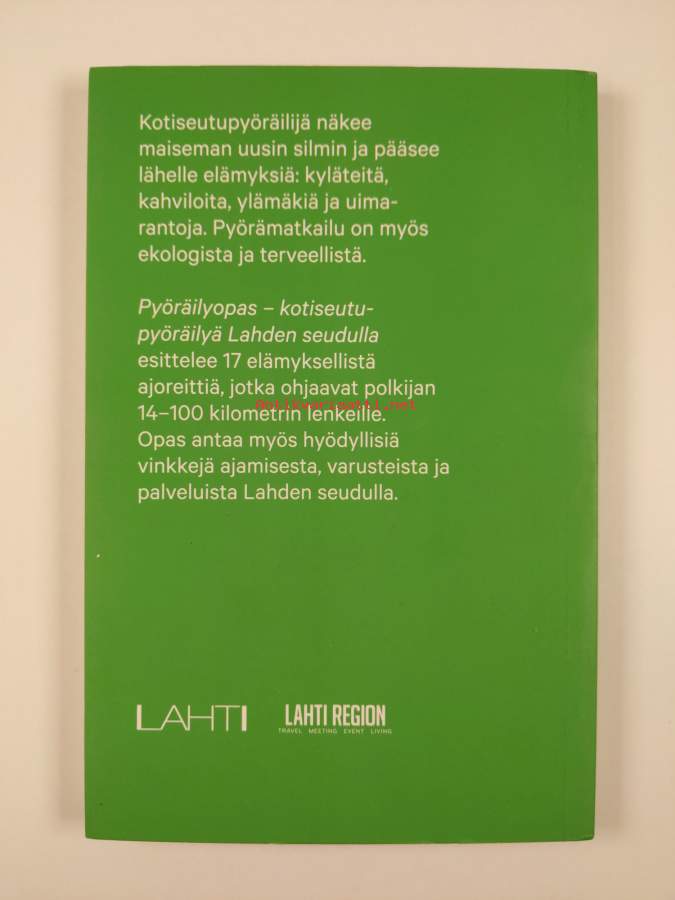 Kotiseutupyöräilijä näkee
maiseman uusin silmin ja pääsee
lähelle elämyksiä: kyläteitä,
kahviloita, ylämäkiä ja uima-
rantoja. Pyörämatkailu on myös
ekologista ja terveellistä.
Pyöräilyopas – kotiseutu-
pyöräilyä Lahden seudulla
esittelee 17 elämyksellistä
ajoreittiä, jotka ohjaavat polkijan
Antikvariaatti.net
14–100 kilometrin lenkeille.
Opas antaa myös hyödyllisiä
vinkkejä ajamisesta, varusteista ja
palveluista Lahden seudulla.
LAHTI
LAHTI REGION
TRAVEL MEETING EVENT LIVING